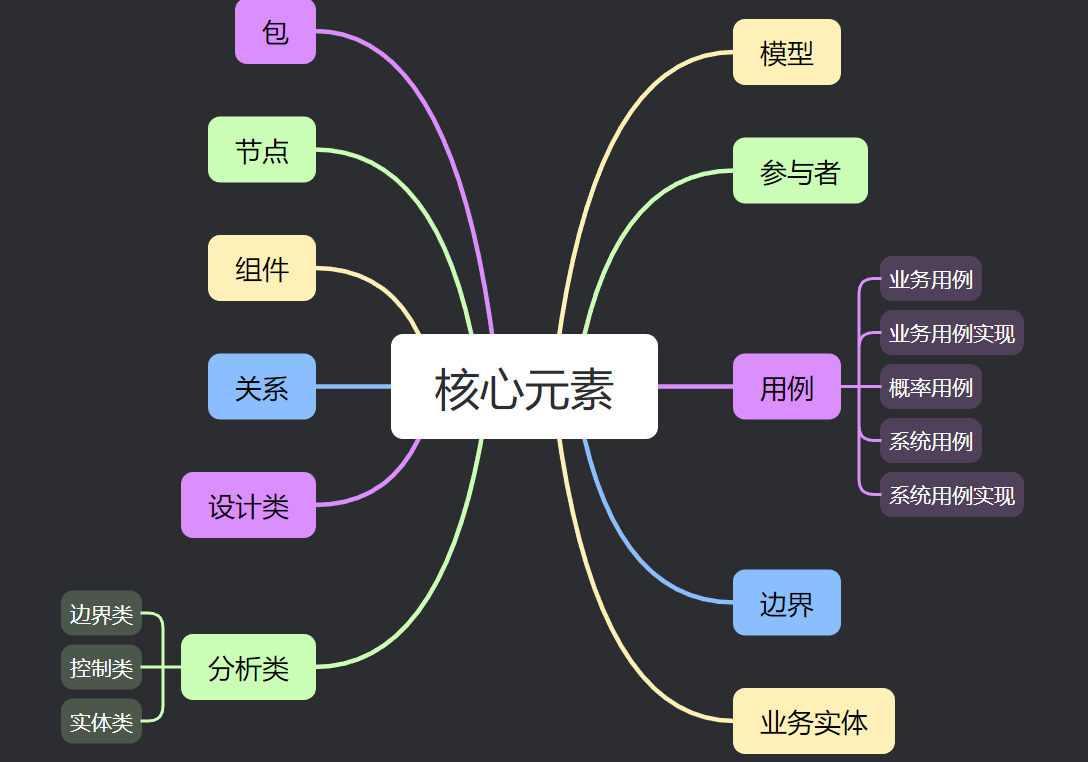 核心元素
模型
参与者
用例
业务用例
业务用例实现
概率用例
系统用例
系统用例实现
边界
业务实体
包
节点
组件
关系
设计类
分析类
边界类
控制类
实体类